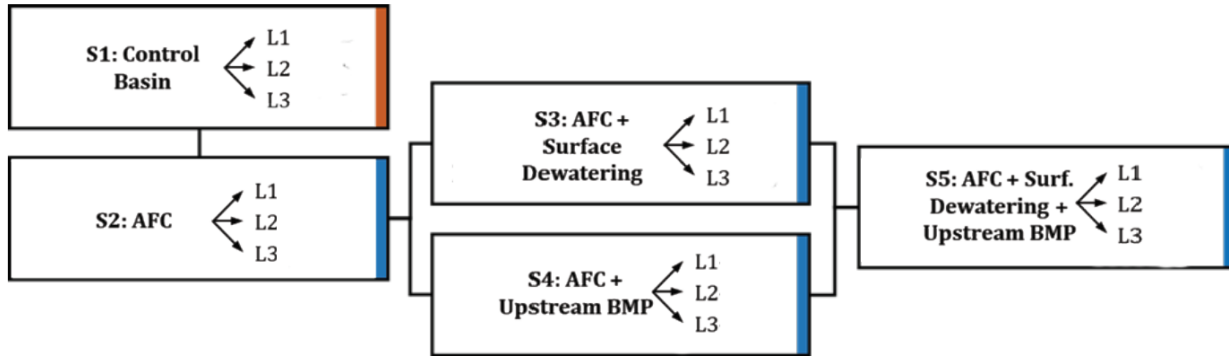 S1: Control
Basin
L1
L2
L3
S2: AFC
L1
L2
L3
S3: AFC +
Surface
Dewatering
L1
L2
L3
S4: AFC +
Upstream BMP
L1
L2
L3
S5: AFC + Surf.
Dewatering +
Upstream BMP
L1
L2
L3